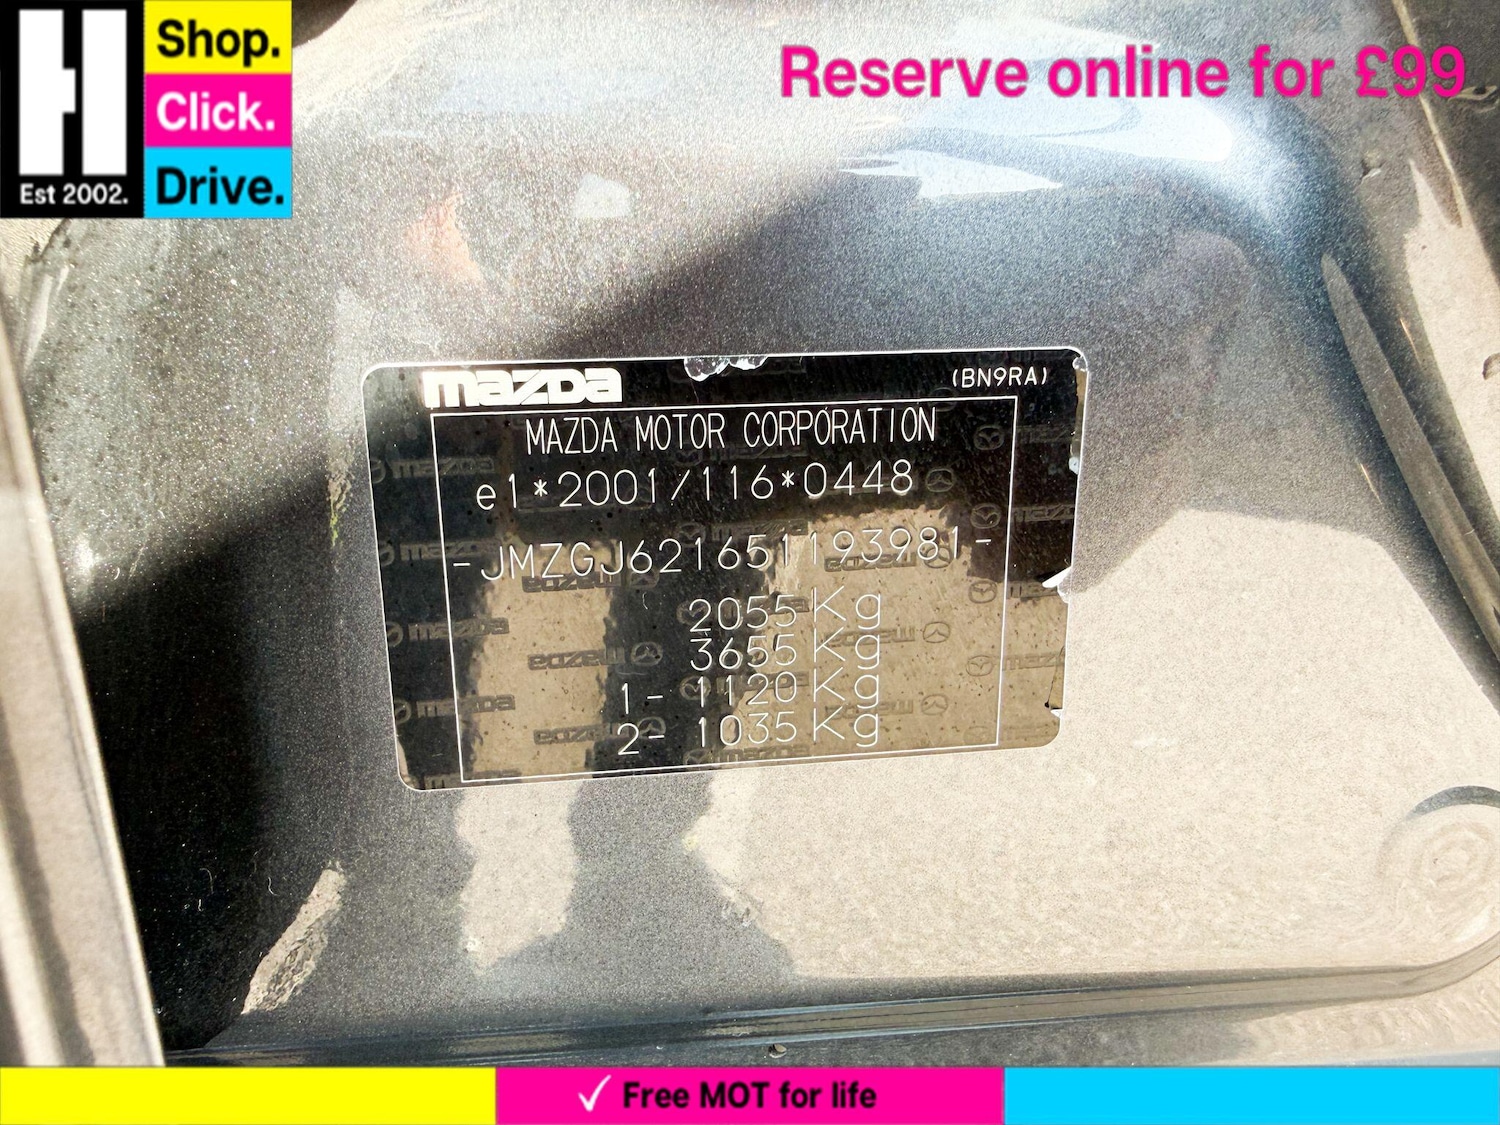 Shop.
Click.
Drive.
Est 2002.
Reserve online for £99
mazda
(BN9RA)
MAZDA MOTOR CORPORATION
e1*2001/116*0448
-JMZGJ621651193981-
2055Kg
3655Kg
1- 1120Kg
2- 1035Kg
Free MOT for life